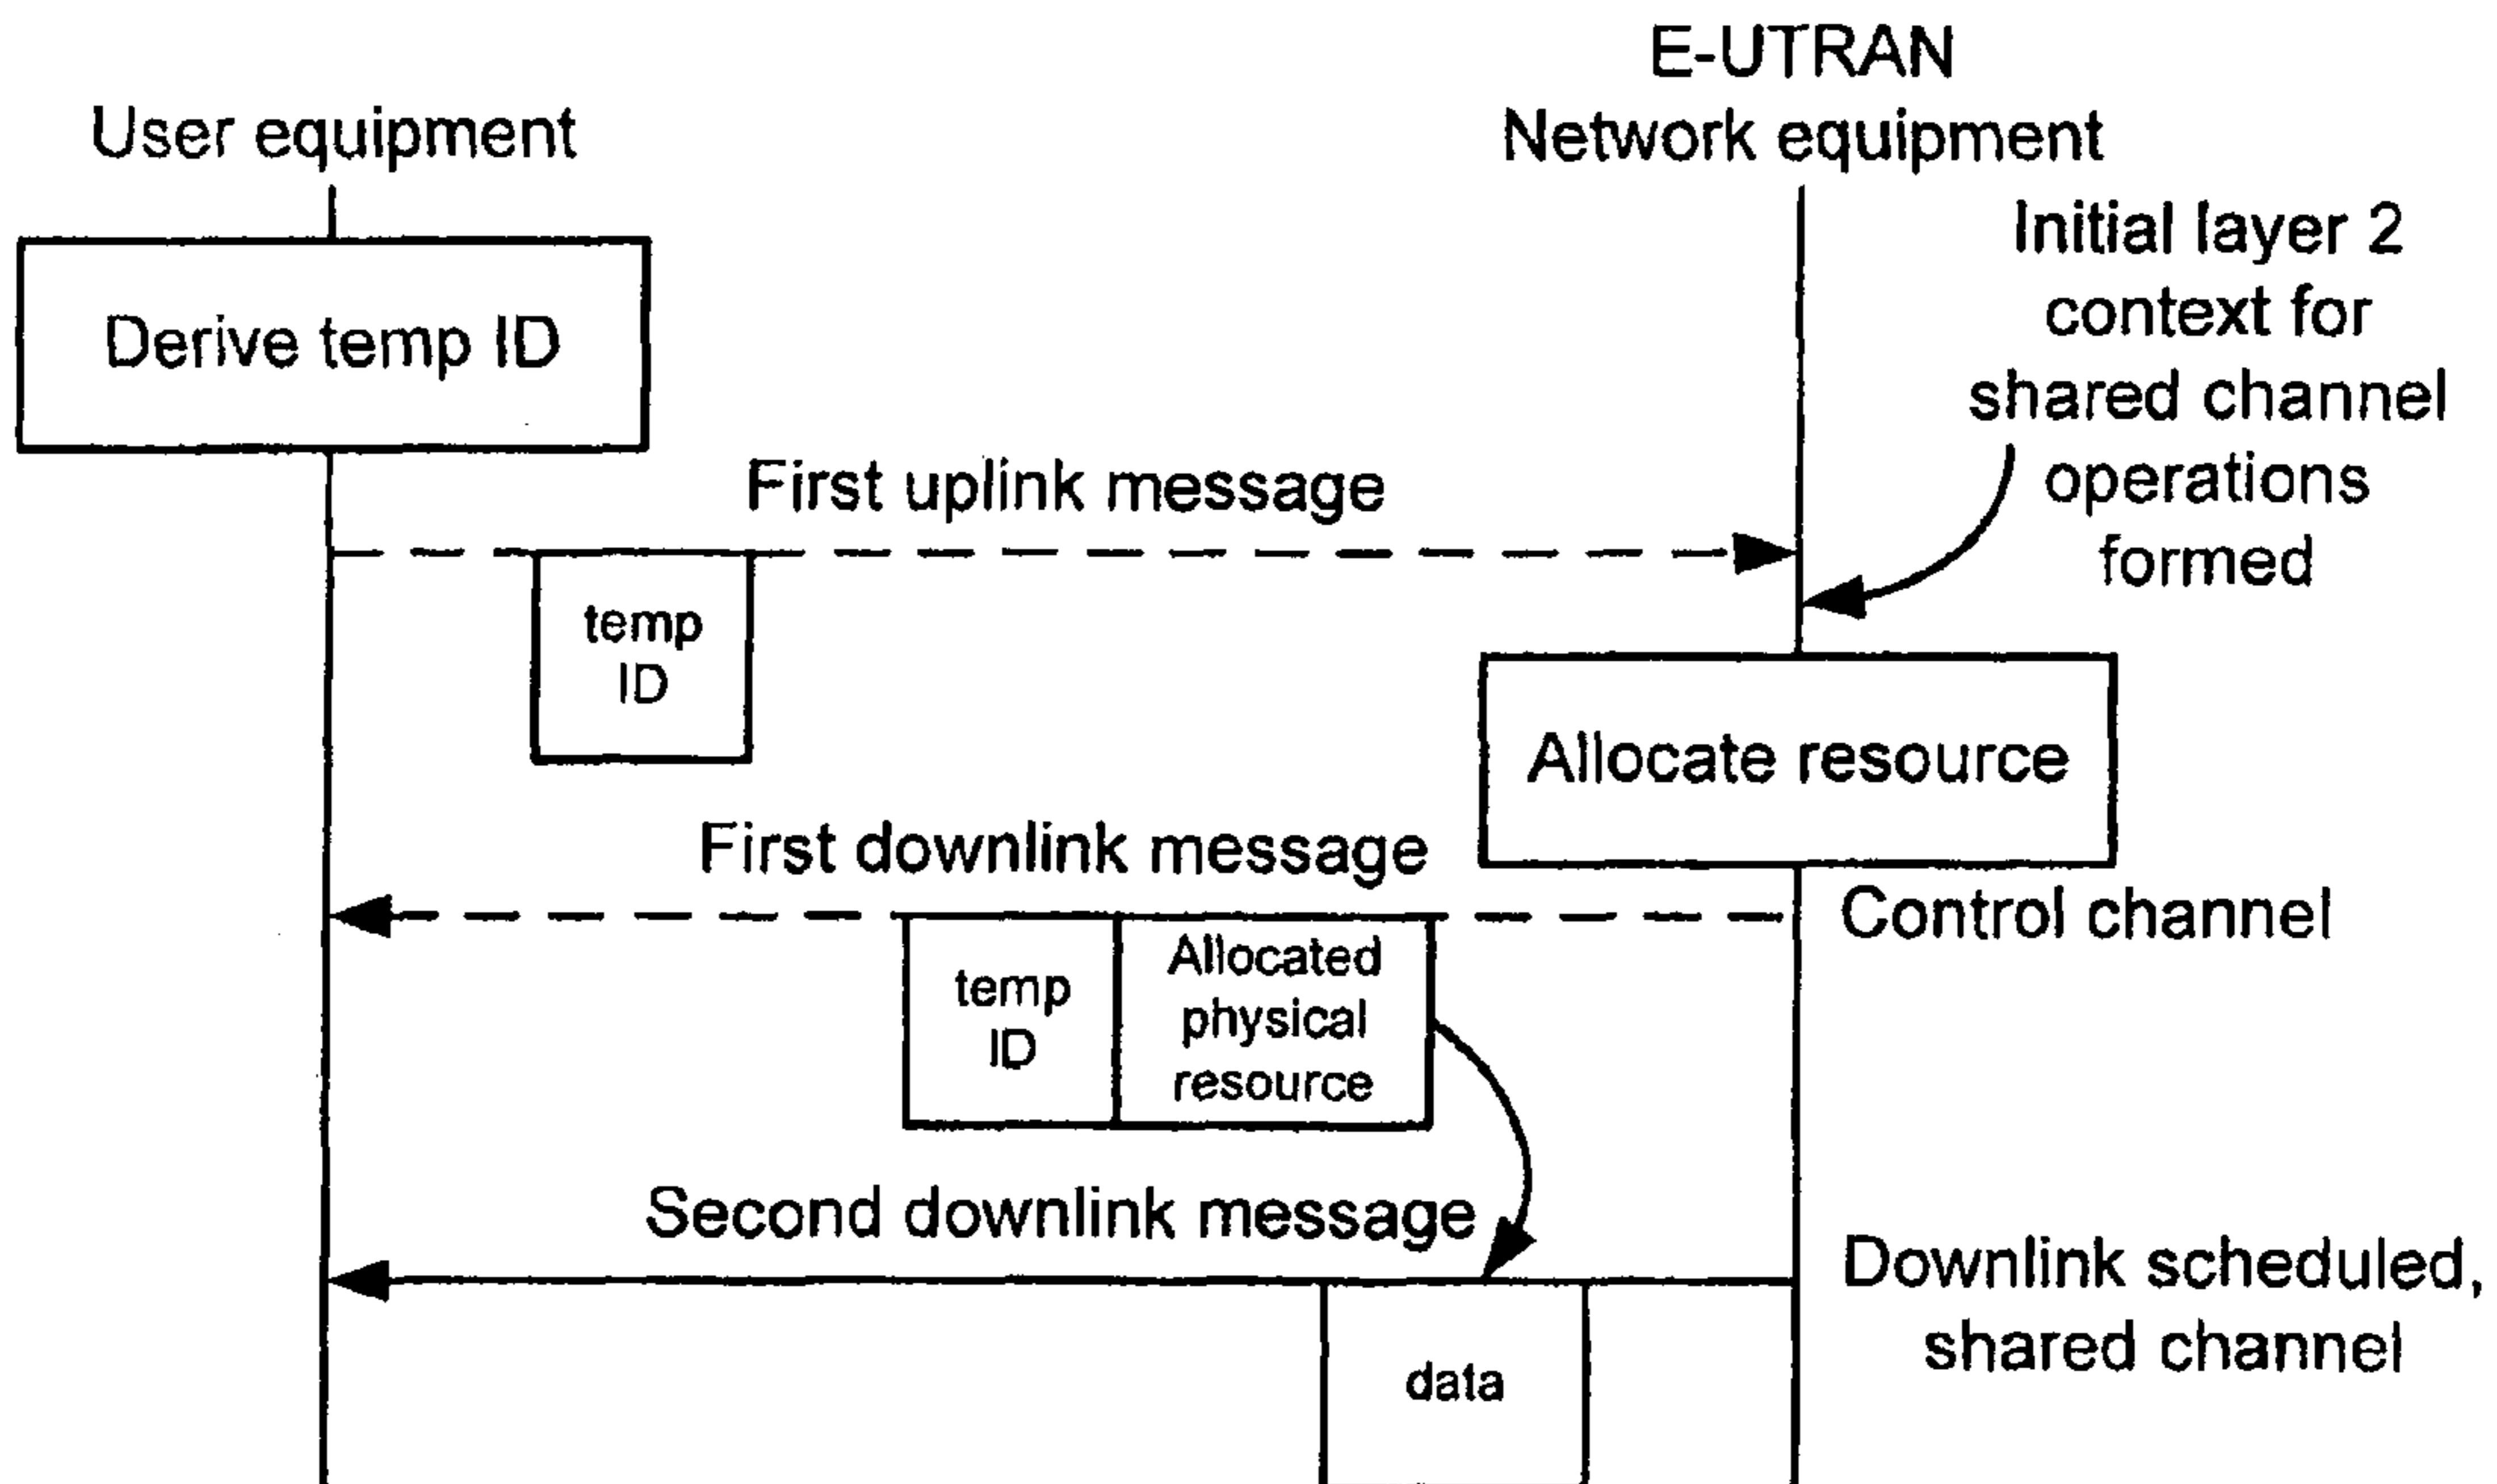 E-UTRAN
Network equipment
User equipment
Initial layer 2
context for
shared channel
operations
formed
Derive temp ID
First uplink message
temp
ID
Allocate resource
First downlink message
Control channel
temp
ID
Allocated
physical
resource
Second downlink message
Downlink scheduled,
shared channel
data